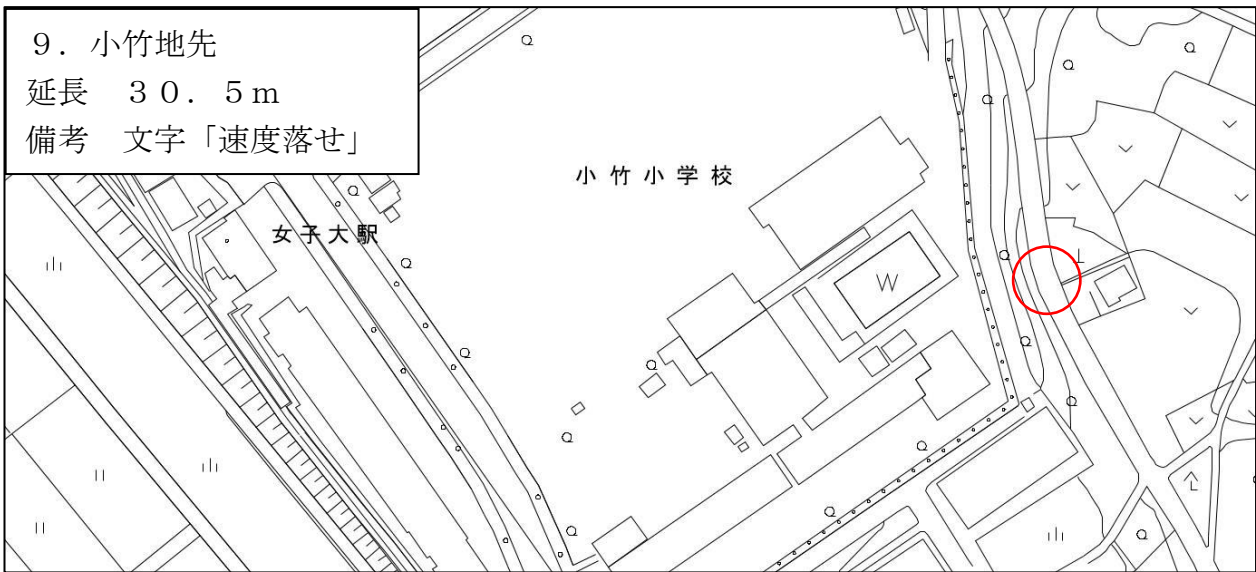 ９．小竹地先
延長　３０．５ｍ
備考　文字「速度落せ」
小竹小学校
女子大駅